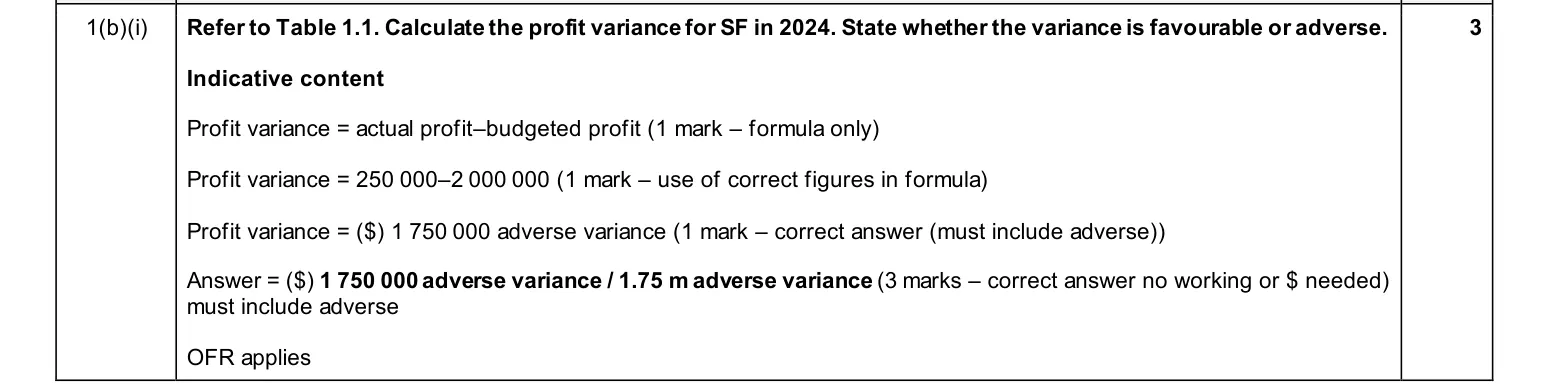 1(b)(i) Refer to Table 1.1. Calculate the profit variance for SF in 2024. State whether the variance is favourable or adverse. 3
Indicative content
Profit variance = actual profit–budgeted profit (1 mark – formula only)
Profit variance = 250 000–2 000 000 (1 mark – use of correct figures in formula)
Profit variance = ($) 1 750 000 adverse variance (1 mark – correct answer (must include adverse))
Answer = ($) 1 750 000 adverse variance / 1.75 m adverse variance (3 marks – correct answer no working or $ needed)
must include adverse
OFR applies